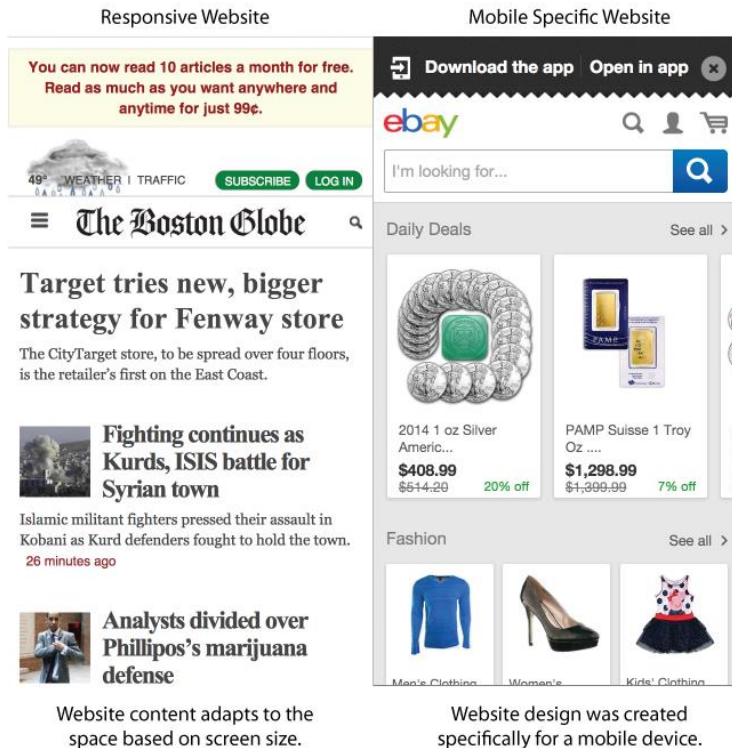 Responsive Website
You can now read 10 articles a month for free.
Read as much as you want anywhere and
anytime for just 99¢.
49° WEATHER | TRAFFIC SUBSCRIBE LOG IN
The Boston Globe
Target tries new, bigger
strategy for Fenway store
The CityTarget store, to be spread over four floors,
is the retailer's first on the East Coast.
Fighting continues as
Kurds, ISIS battle for
Syrian town
Islamic militant fighters pressed their assault in
Kobani as Kurd defenders fought to hold the town.
26 minutes ago
Analysts divided over
Phillipos's marijuana
defense
Website content adapts to the
space based on screen size.
Mobile Specific Website
Download the app Open in app
ebay
I'm looking for...
Daily Deals See all >
2014 1 oz Silver
Americ...
$408.99
$514.20 20% off
PAMP Suisse 1 Troy
Oz ....
$1,298.99
$1,399.99 7% off
PAMP
Fashion See all >
Men's Clothing
Women's
Kids' Clothing
Website design was created
specifically for a mobile device.